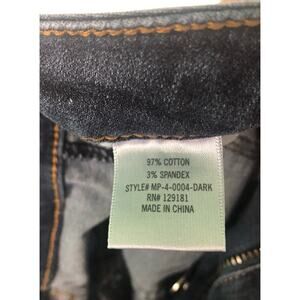 97% COTTON
3% SPANDEX
STYLE# MP-4-0004-DARK
RN# 129181
MADE IN CHINA